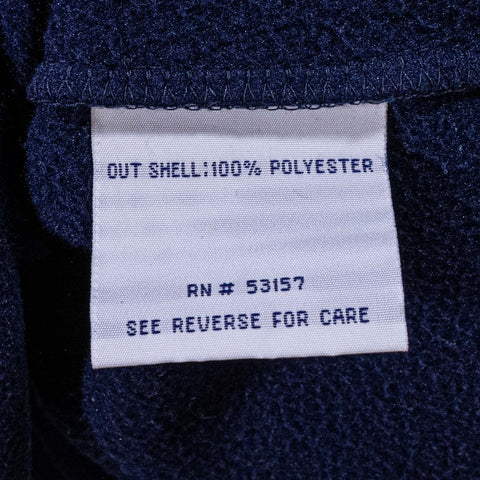 OUT SHELL:100% POLYESTER
RN # 53157
SEE REVERSE FOR CARE